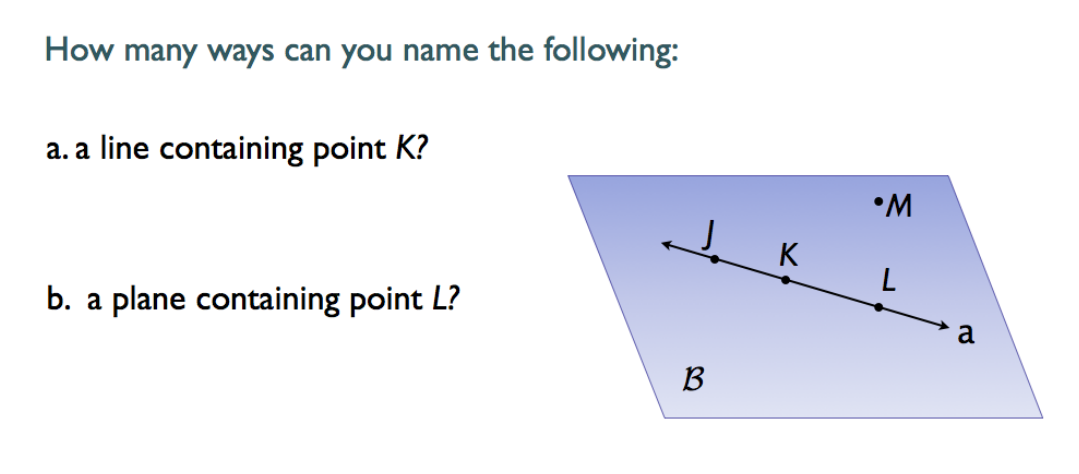 How many ways can you name the following:
a. a line containing point K?
•M
J
K
L
b. a plane containing point L?
a
ℬ